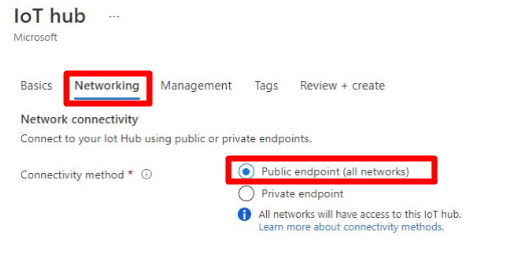 IoT hub ...
Microsoft
Basics Networking Management Tags Review + create
Network connectivity
Connect to your Iot Hub using public or private endpoints.
Connectivity method * Public endpoint (all networks)
Private endpoint
All networks will have access to this IoT hub.
Learn more about connectivity methods.